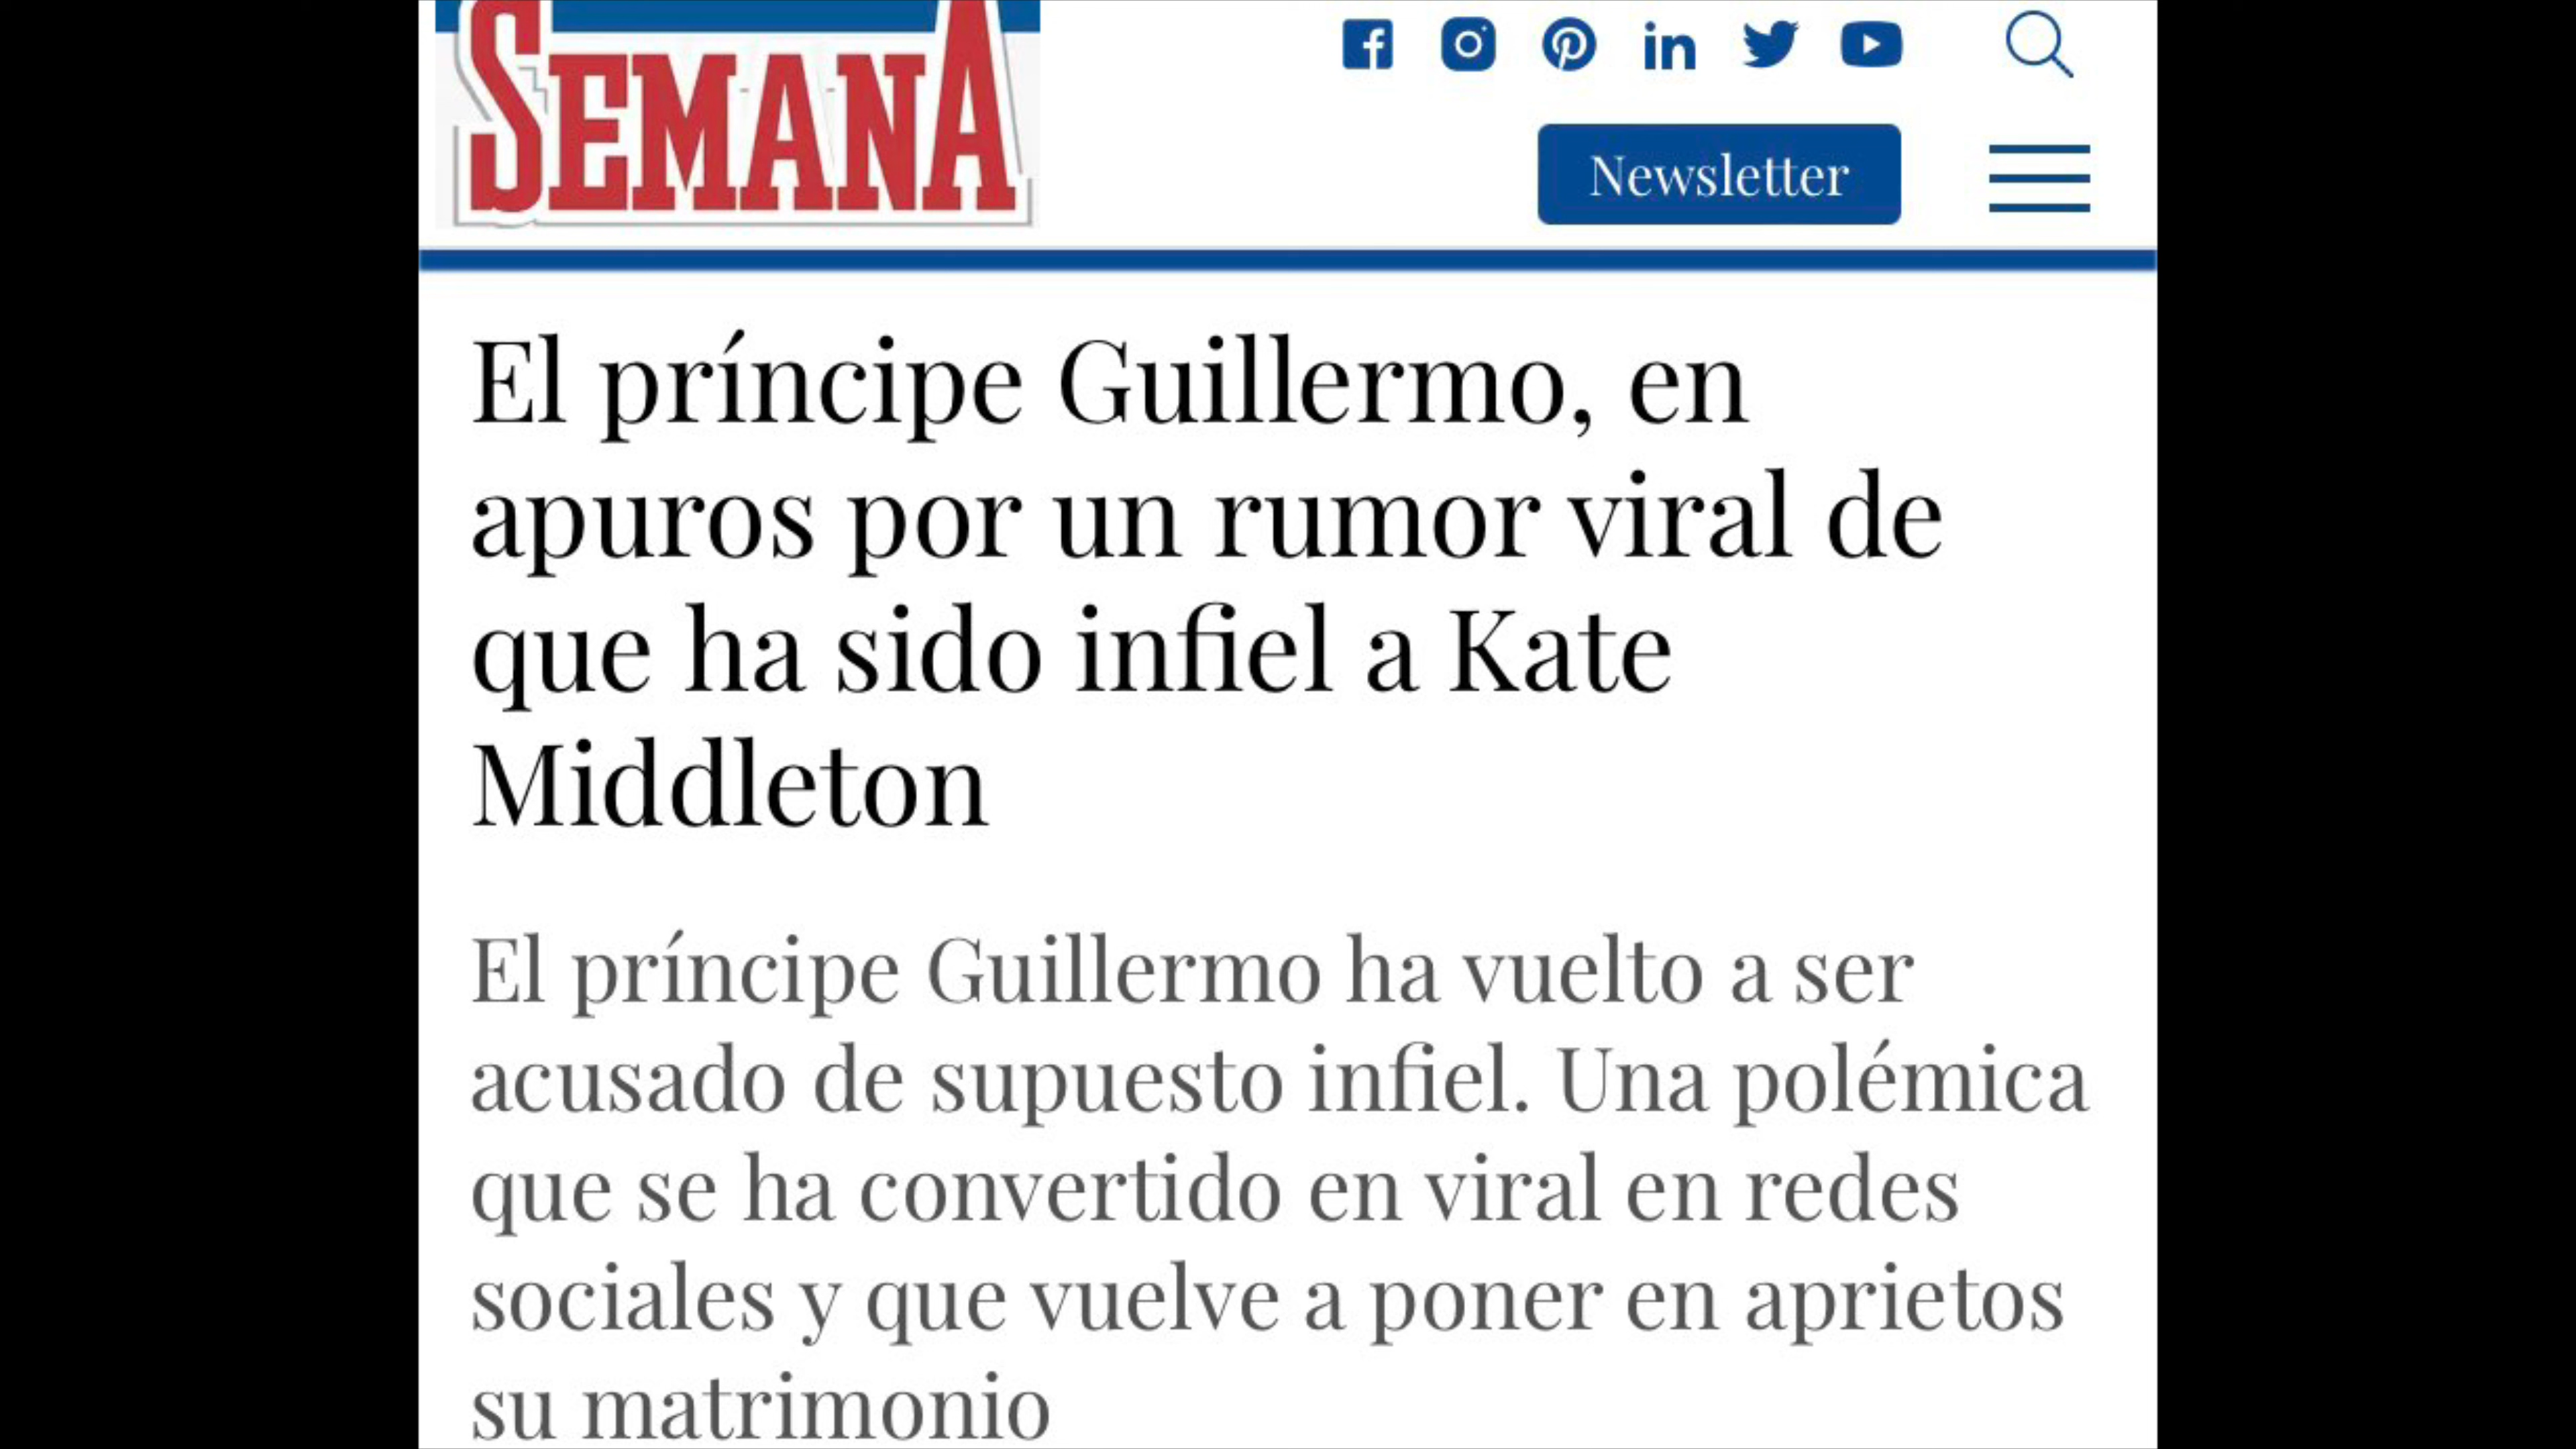 SEMANA
Newsletter
El príncipe Guillermo, en
apuros por un rumor viral de
que ha sido infiel a Kate
Middleton
El príncipe Guillermo ha vuelto a ser
acusado de supuesto infiel. Una polémica
que se ha convertido en viral en redes
sociales y que vuelve a poner en aprietos
su matrimonio